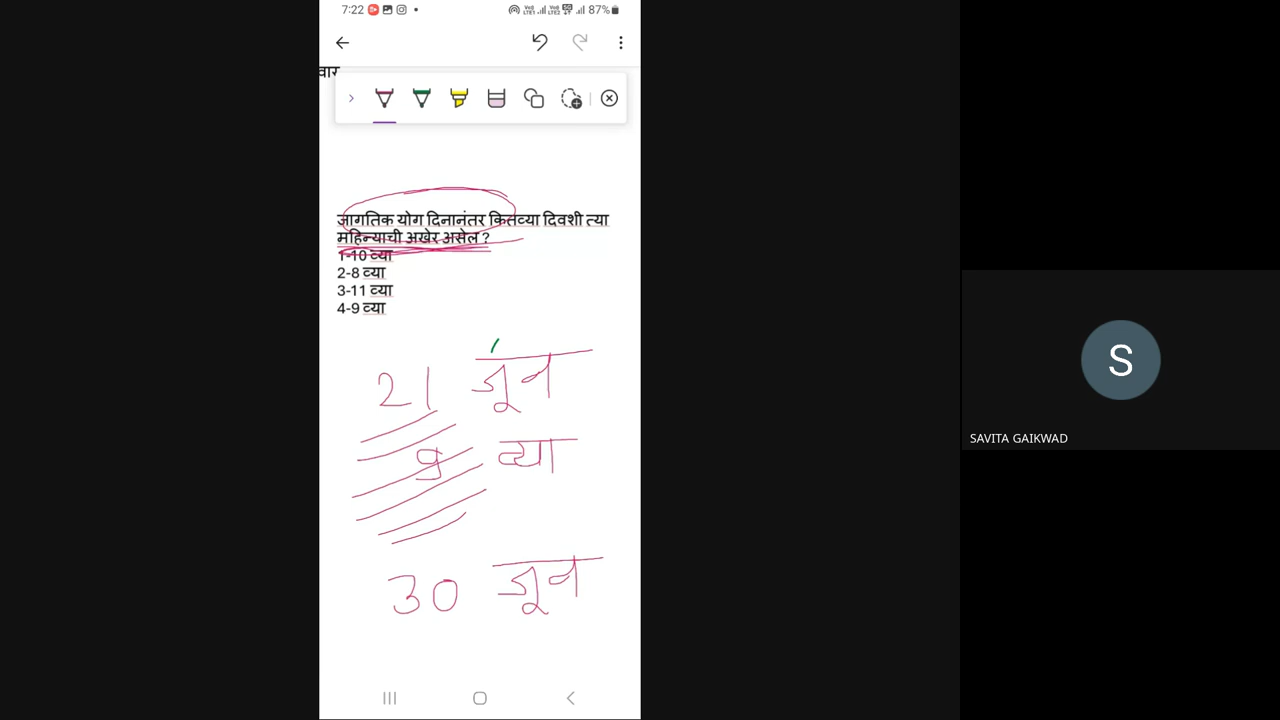 7:22 87%
वार
जागतिक योग दिनानंतर कितव्या दिवशी त्या
महिन्याची अखेर असेल ?
1-10 व्या
2-8 व्या
3-11 व्या
4-9 व्या
21 जून
9 व्या
30 जून
S
SAVITA GAIKWAD